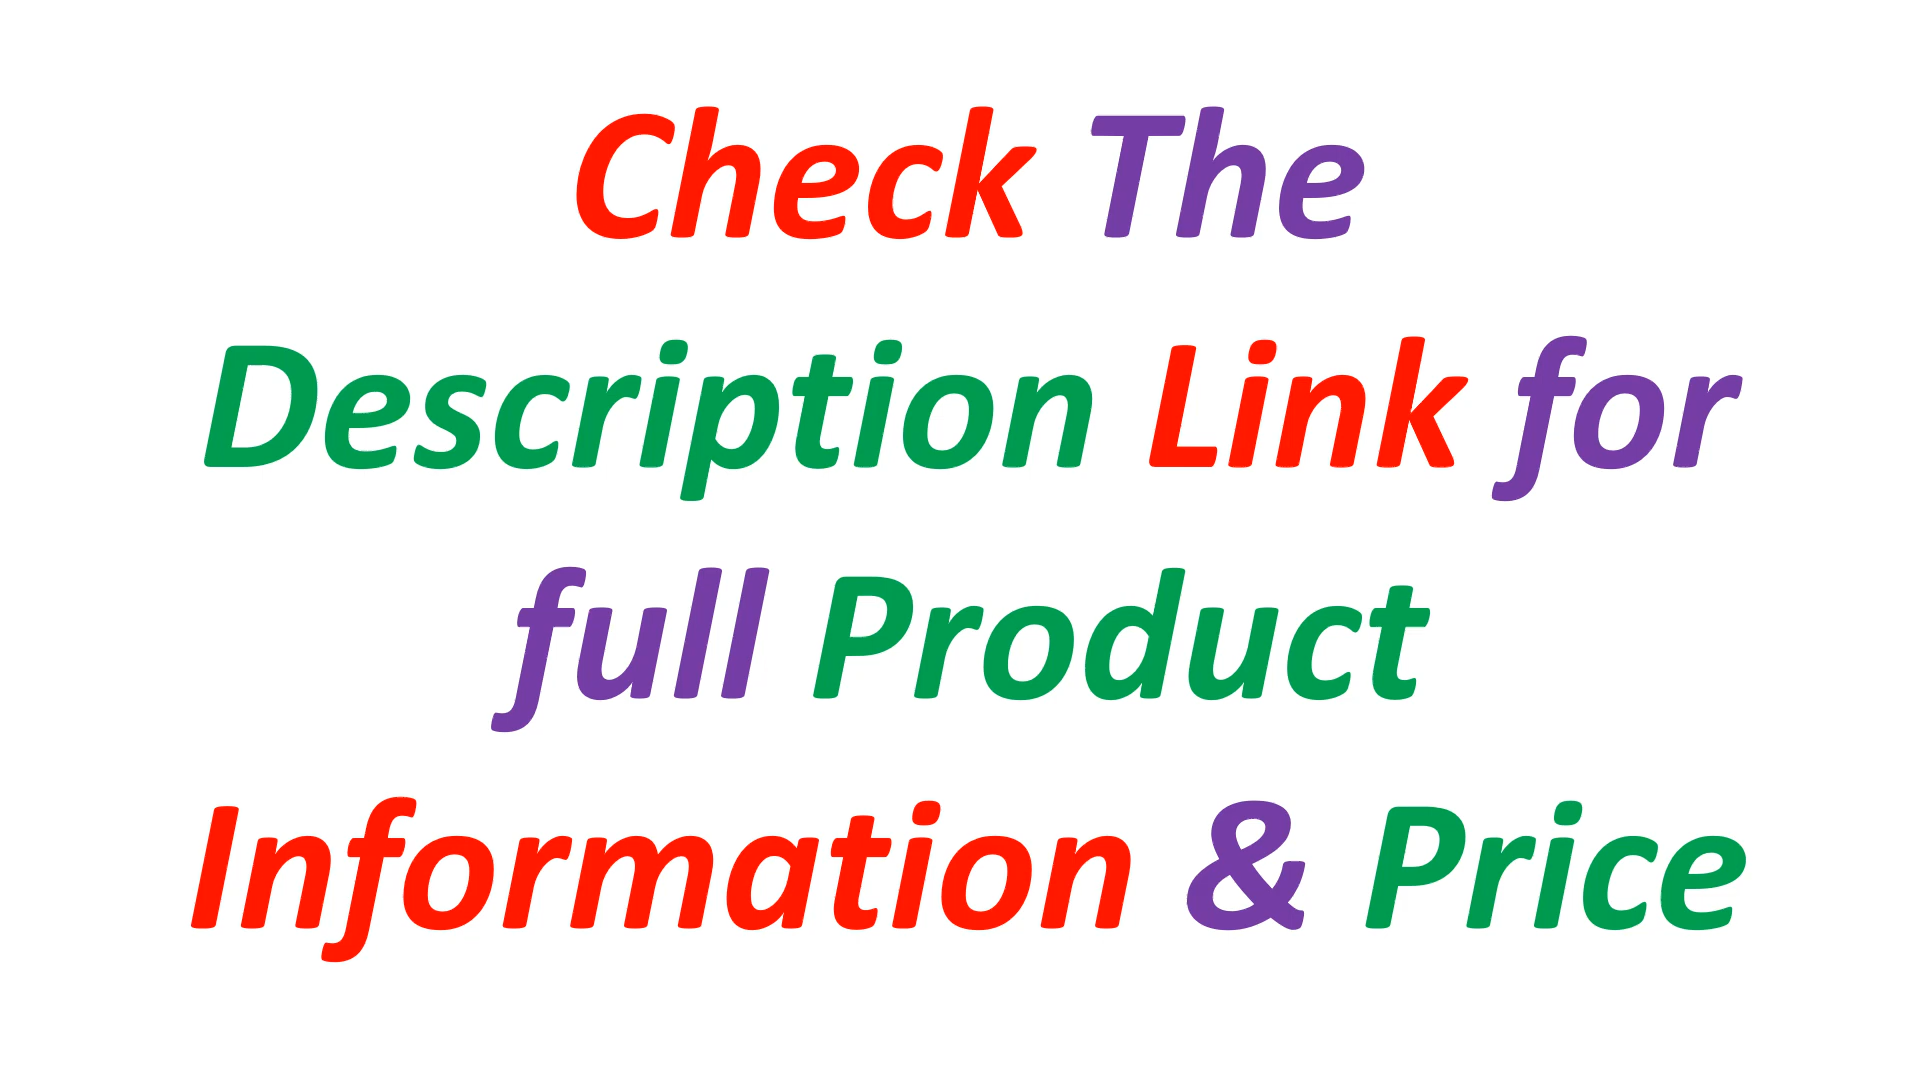 Check The
Description Link for
full Product
Information & Price